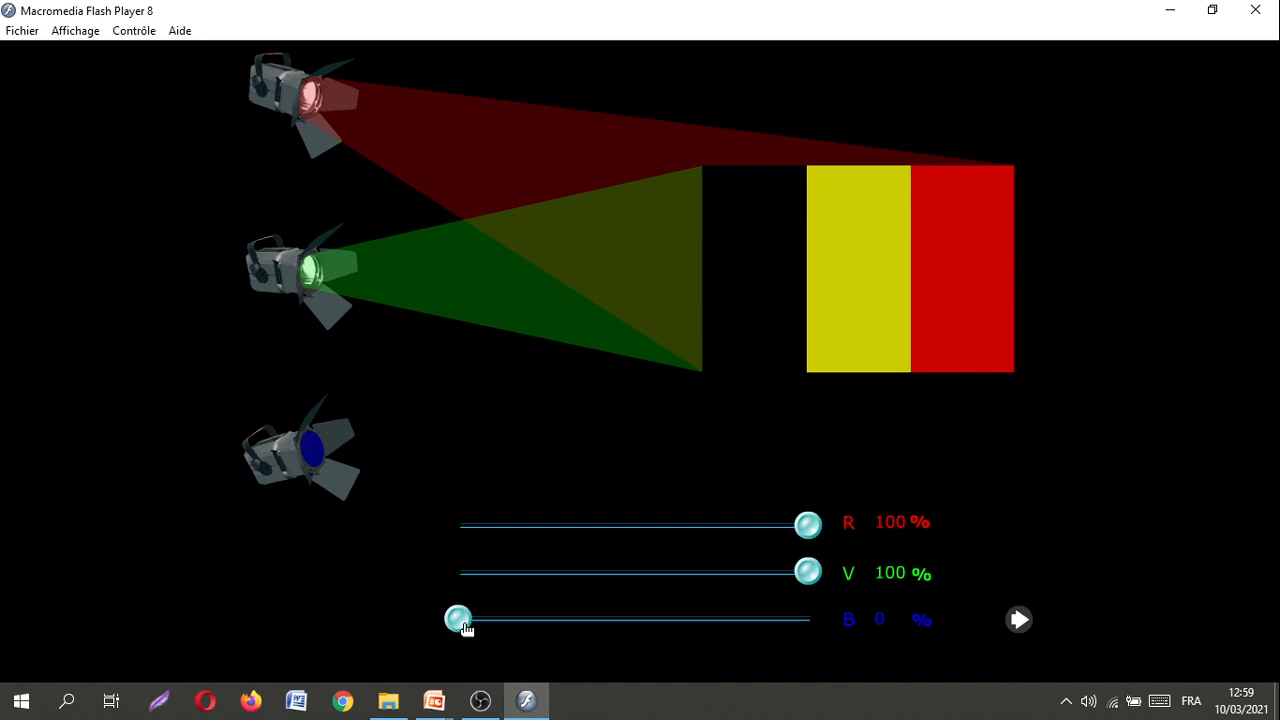 Macromedia Flash Player 8
Fichier Affichage Contrôle Aide
R 100 %
V 100 %
B 0 %
FRA
12:59
10/03/2021